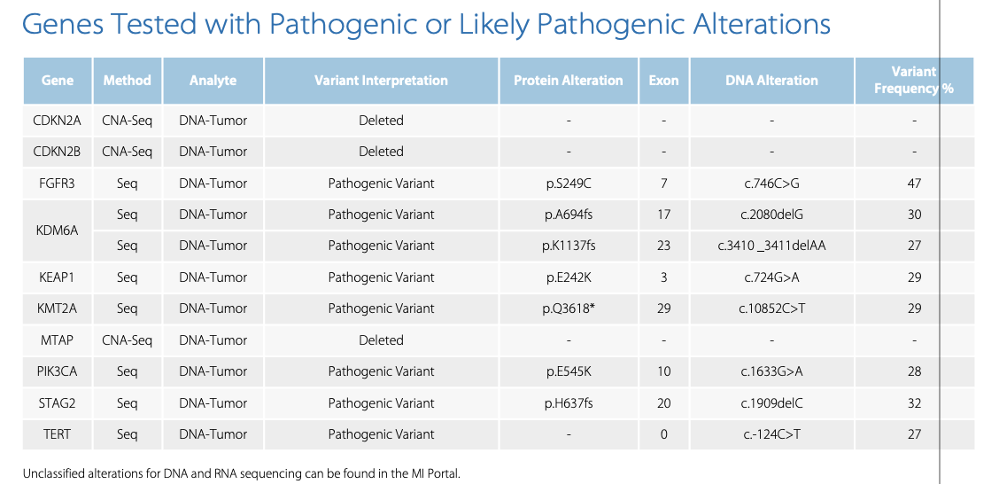 Genes Tested with Pathogenic or Likely Pathogenic Alterations
Gene Method Analyte Variant Interpretation Protein Alteration Exon DNA Alteration Variant Frequency %
CDKN2A CNA-Seq DNA-Tumor Deleted - - - -
CDKN2B CNA-Seq DNA-Tumor Deleted - - - -
FGFR3 Seq DNA-Tumor Pathogenic Variant p.S249C 7 c.746C>G 47
KDM6A Seq DNA-Tumor Pathogenic Variant p.A694fs 17 c.2080delG 30
Seq DNA-Tumor Pathogenic Variant p.K1137fs 23 c.3410_3411delAA 27
KEAP1 Seq DNA-Tumor Pathogenic Variant p.E242K 3 c.724G>A 29
KMT2A Seq DNA-Tumor Pathogenic Variant p.Q3618* 29 c.10852C>T 29
MTAP CNA-Seq DNA-Tumor Deleted - - - -
PIK3CA Seq DNA-Tumor Pathogenic Variant p.E545K 10 c.1633G>A 28
STAG2 Seq DNA-Tumor Pathogenic Variant p.H637fs 20 c.1909delC 32
TERT Seq DNA-Tumor Pathogenic Variant - 0 c.-124C>T 27
Unclassified alterations for DNA and RNA sequencing can be found in the MI Portal.